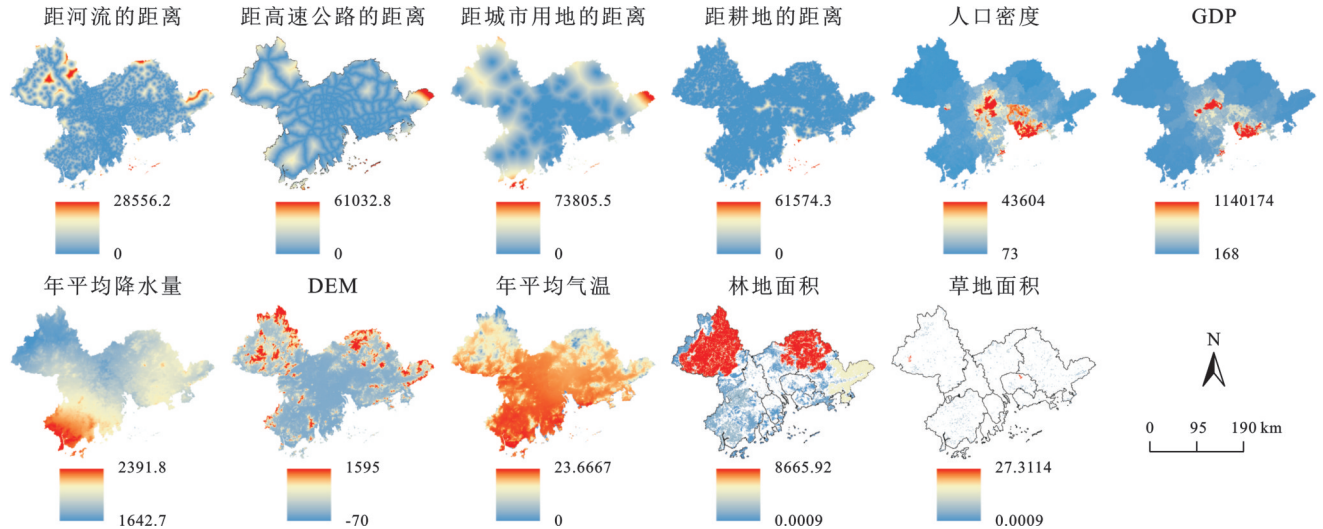 距河流的距离
距高速公路的距离
距城市用地的距离
距耕地的距离
人口密度
GDP
28556.2
0
61032.8
0
73805.5
0
61574.3
0
43604
73
1140174
168
年平均降水量
DEM
年平均气温
林地面积
草地面积
2391.8
1642.7
1595
-70
23.6667
0
8665.92
0.0009
27.3114
0.0009
N
0 95 190 km